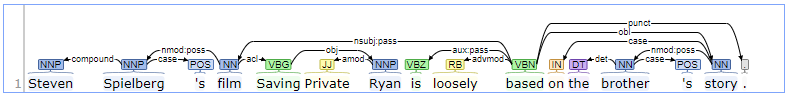 punct
nsubj:pass obl
case
nmod:poss obj aux:pass nmod:poss
compound case acl amod advmod det case
NNP NNP POS NN VBG JJ NNP VBZ RB VBN IN DT NN POS NN .
1 Steven Spielberg 's film Saving Private Ryan is loosely based on the brother 's story .